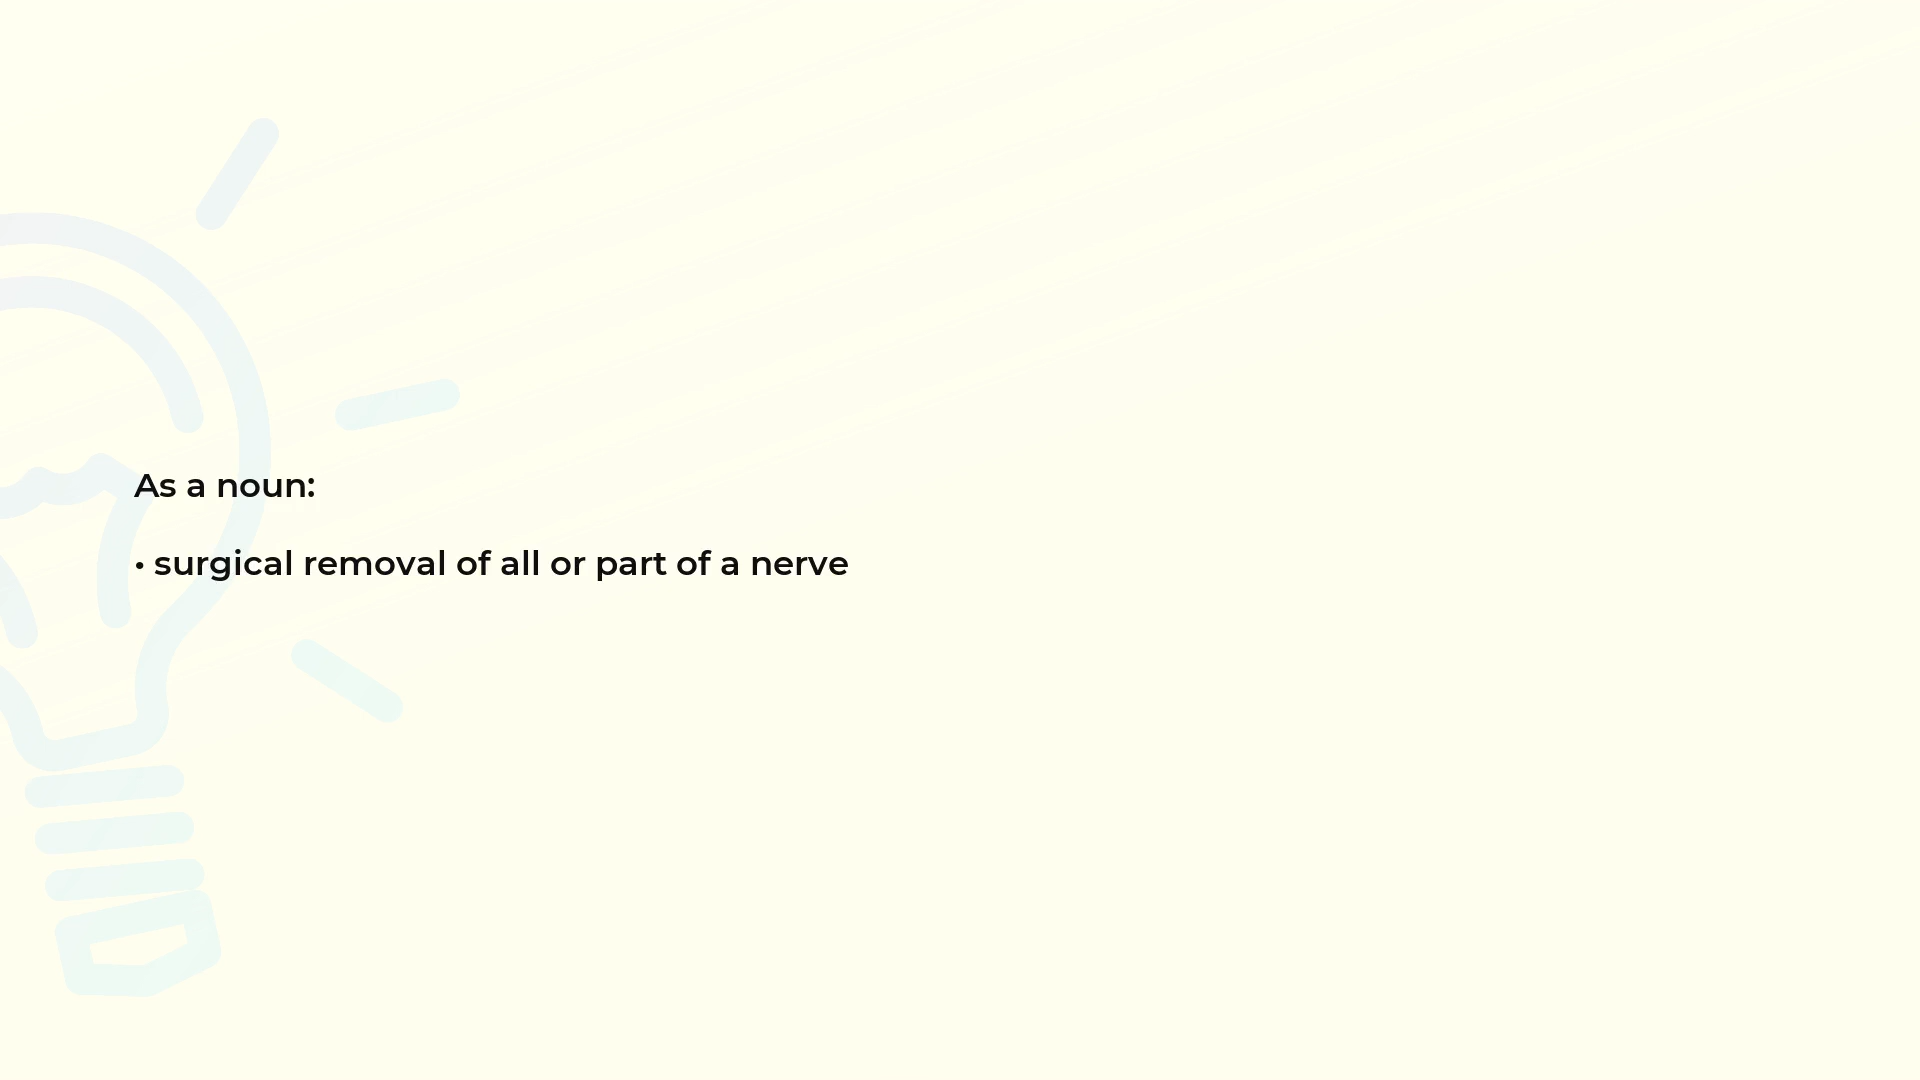 As a noun:
• surgical removal of all or part of a nerve